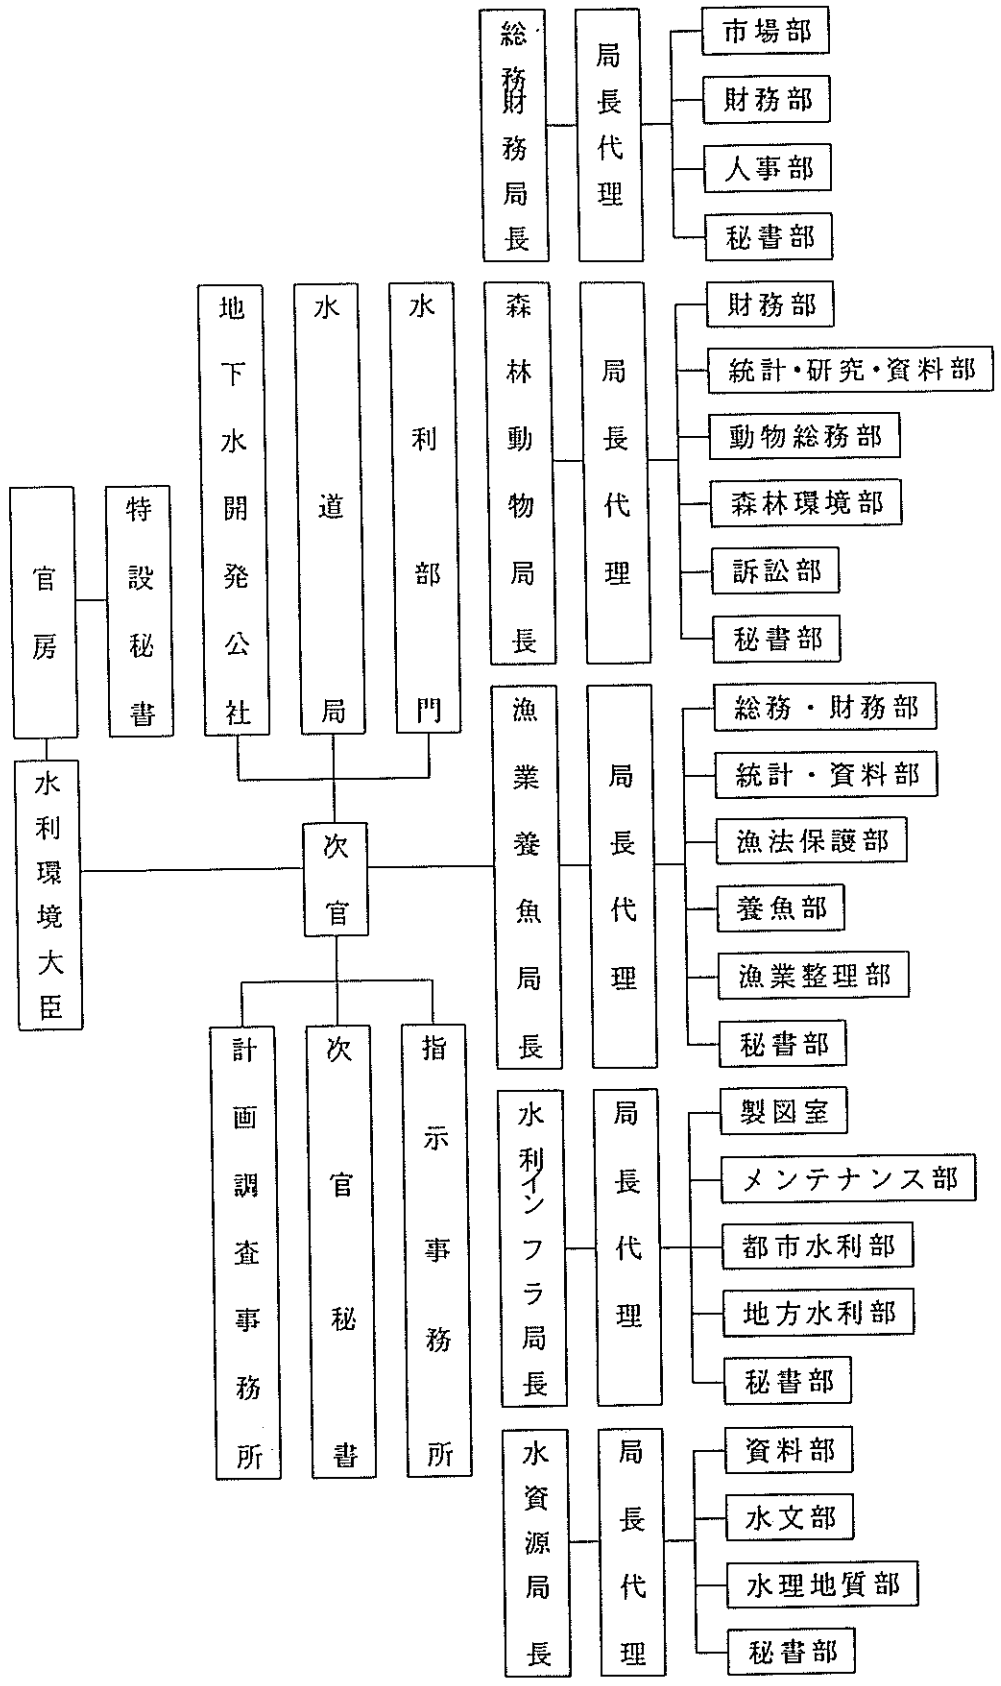 官房
特設秘書
水利環境大臣
地下水開発公社
水道局
水利部門
次官
計画調査事務所
次官秘書
指示事務所
総務財務局長
局長代理
市場部
財務部
人事部
秘書部
森林動物局長
局長代理
財務部
統計・研究・資料部
動物総務部
森林環境部
訴訟部
秘書部
漁業養魚局長
局長代理
総務・財務部
統計・資料部
漁法保護部
養魚部
漁業整理部
秘書部
水利インフラ局長
局長代理
製図室
メンテナンス部
都市水利部
地方水利部
秘書部
水資源局長
局長代理
資料部
水文部
水理地質部
秘書部